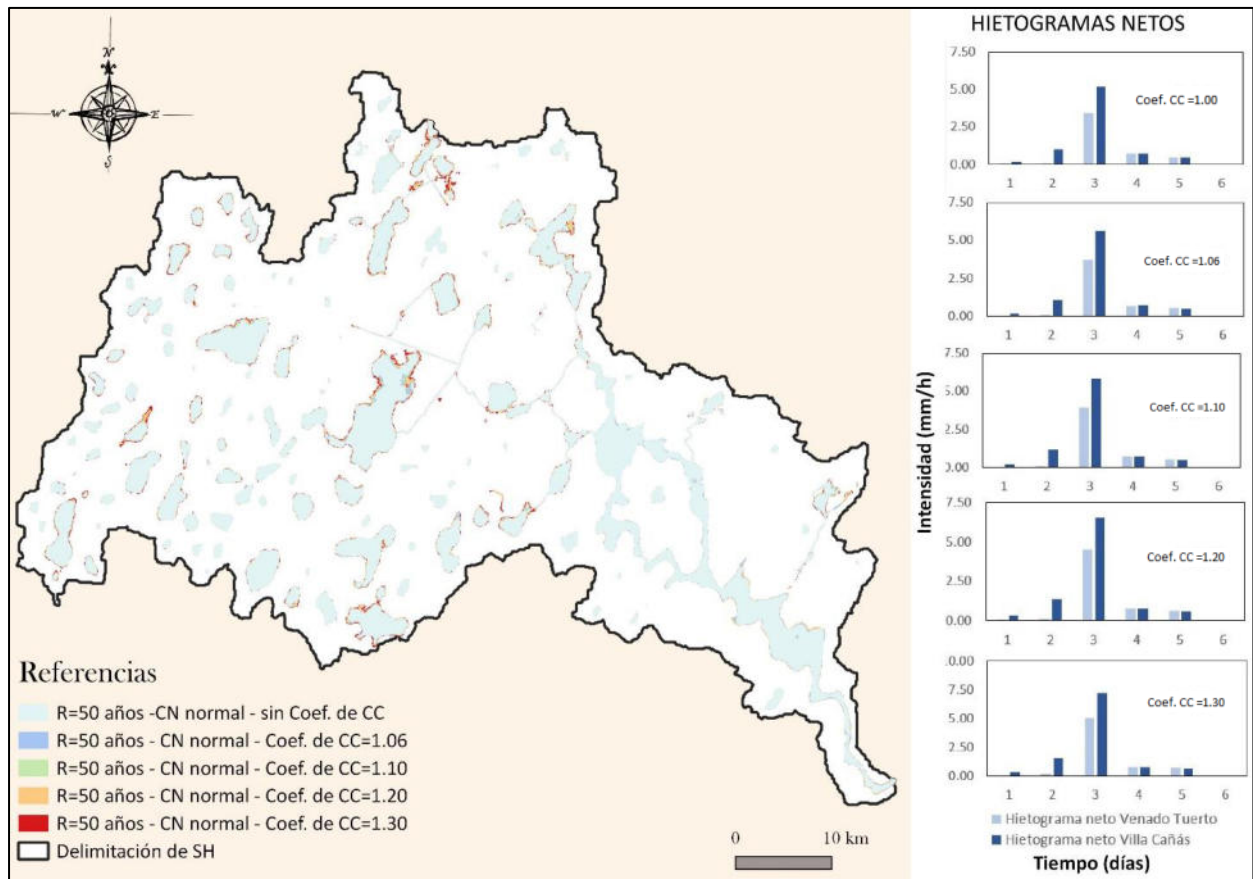 N
W
E
S
Referencias
R=50 años -CN normal - sin Coef. de CC
R=50 años - CN normal - Coef. de CC=1.06
R=50 años - CN normal - Coef. de CC=1.10
R=50 años - CN normal - Coef. de CC=1.20
R=50 años - CN normal - Coef. de CC=1.30
Delimitación de SH
0 10 km
HIETOGRAMAS NETOS
Intensidad (mm/h)
7.50
5.00
2.50
0.00
Coef. CC =1.00
1 2 3 4 5 6
7.50
5.00
2.50
0.00
Coef. CC =1.06
1 2 3 4 5 6
7.50
5.00
2.50
0.00
Coef. CC =1.10
1 2 3 4 5 6
7.50
5.00
2.50
0.00
Coef. CC =1.20
1 2 3 4 5 6
10.00
7.50
5.00
2.50
0.00
Coef. CC =1.30
1 2 3 4 5 6
Hietograma neto Venado Tuerto
Hietograma neto Villa Cañás
Tiempo (días)